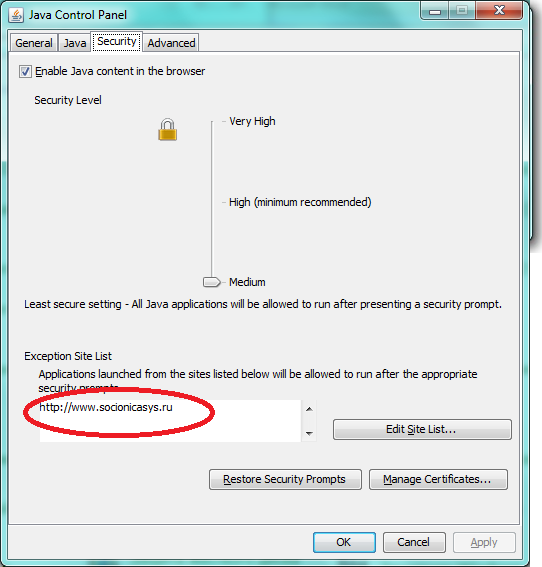 Java Control Panel
General Java Security Advanced
Enable Java content in the browser
Security Level
Very High
High (minimum recommended)
Medium
Least secure setting - All Java applications will be allowed to run after presenting a security prompt.
Exception Site List
Applications launched from the sites listed below will be allowed to run after the appropriate
security prompts.
http://www.socionicasys.ru
Edit Site List...
Restore Security Prompts Manage Certificates...
OK Cancel Apply